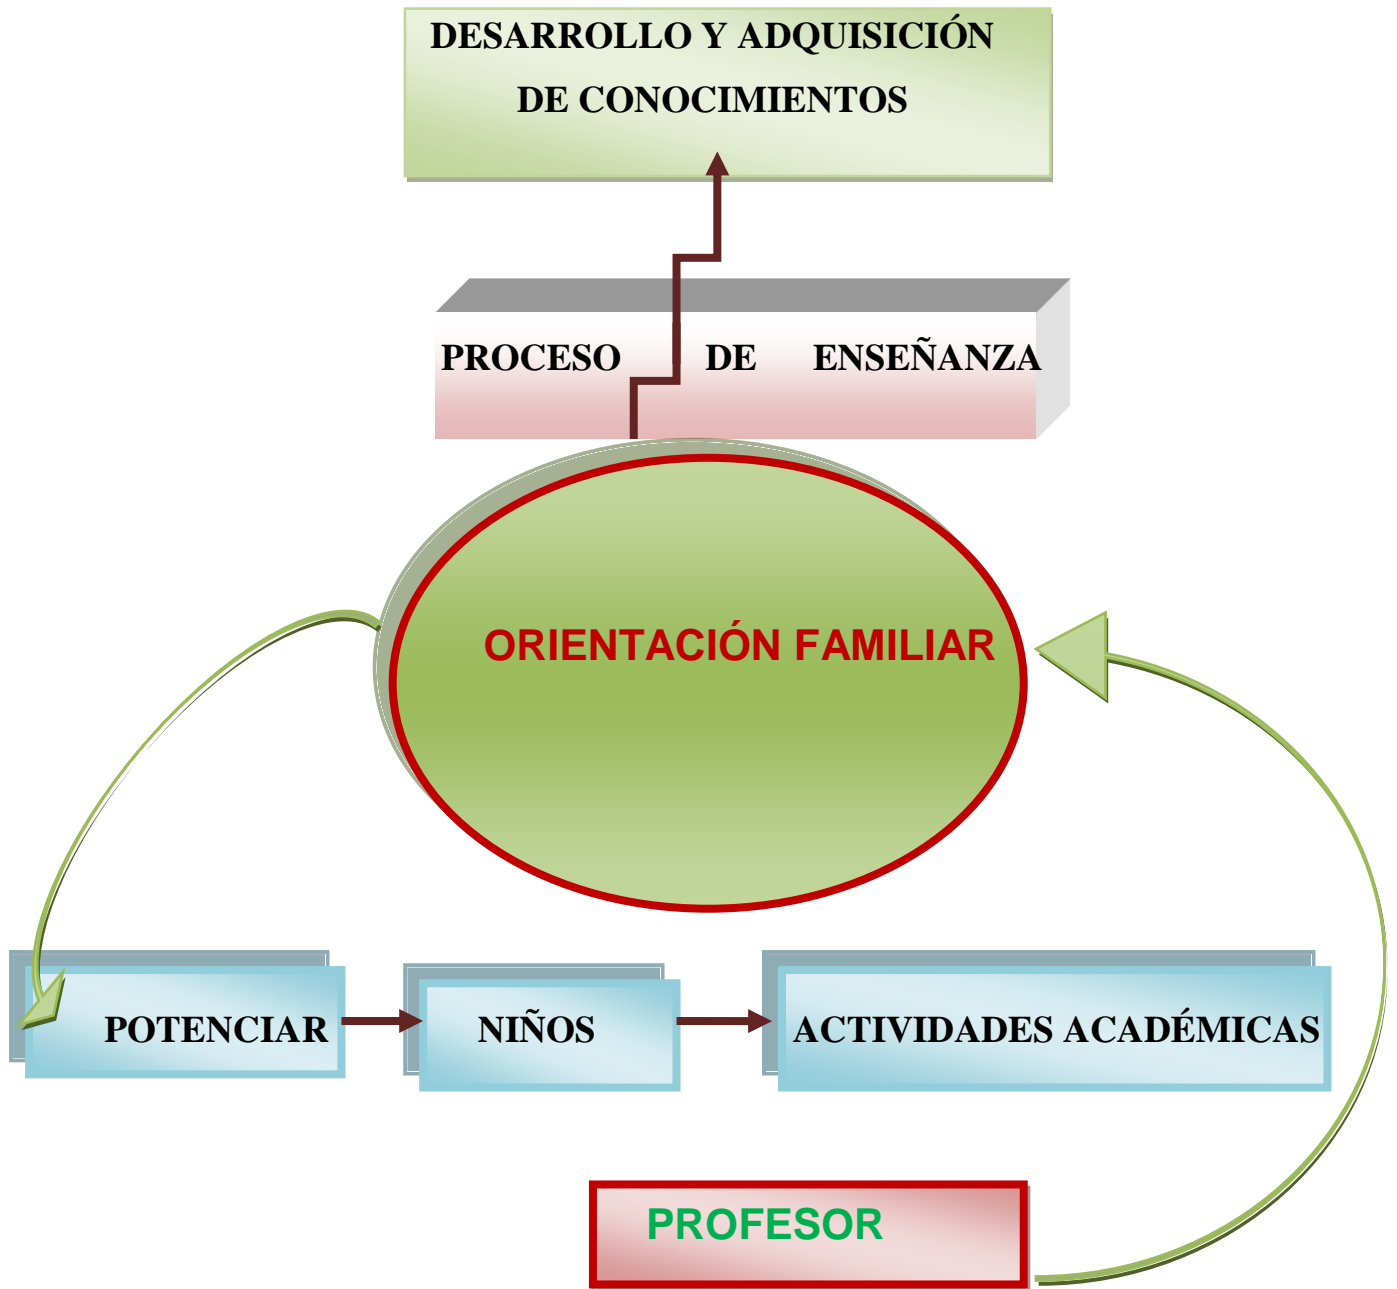 DESARROLLO Y ADQUISICIÓN
DE CONOCIMIENTOS
PROCESO DE ENSEÑANZA
ORIENTACIÓN FAMILIAR
POTENCIAR
NIÑOS
ACTIVIDADES ACADÉMICAS
PROFESOR